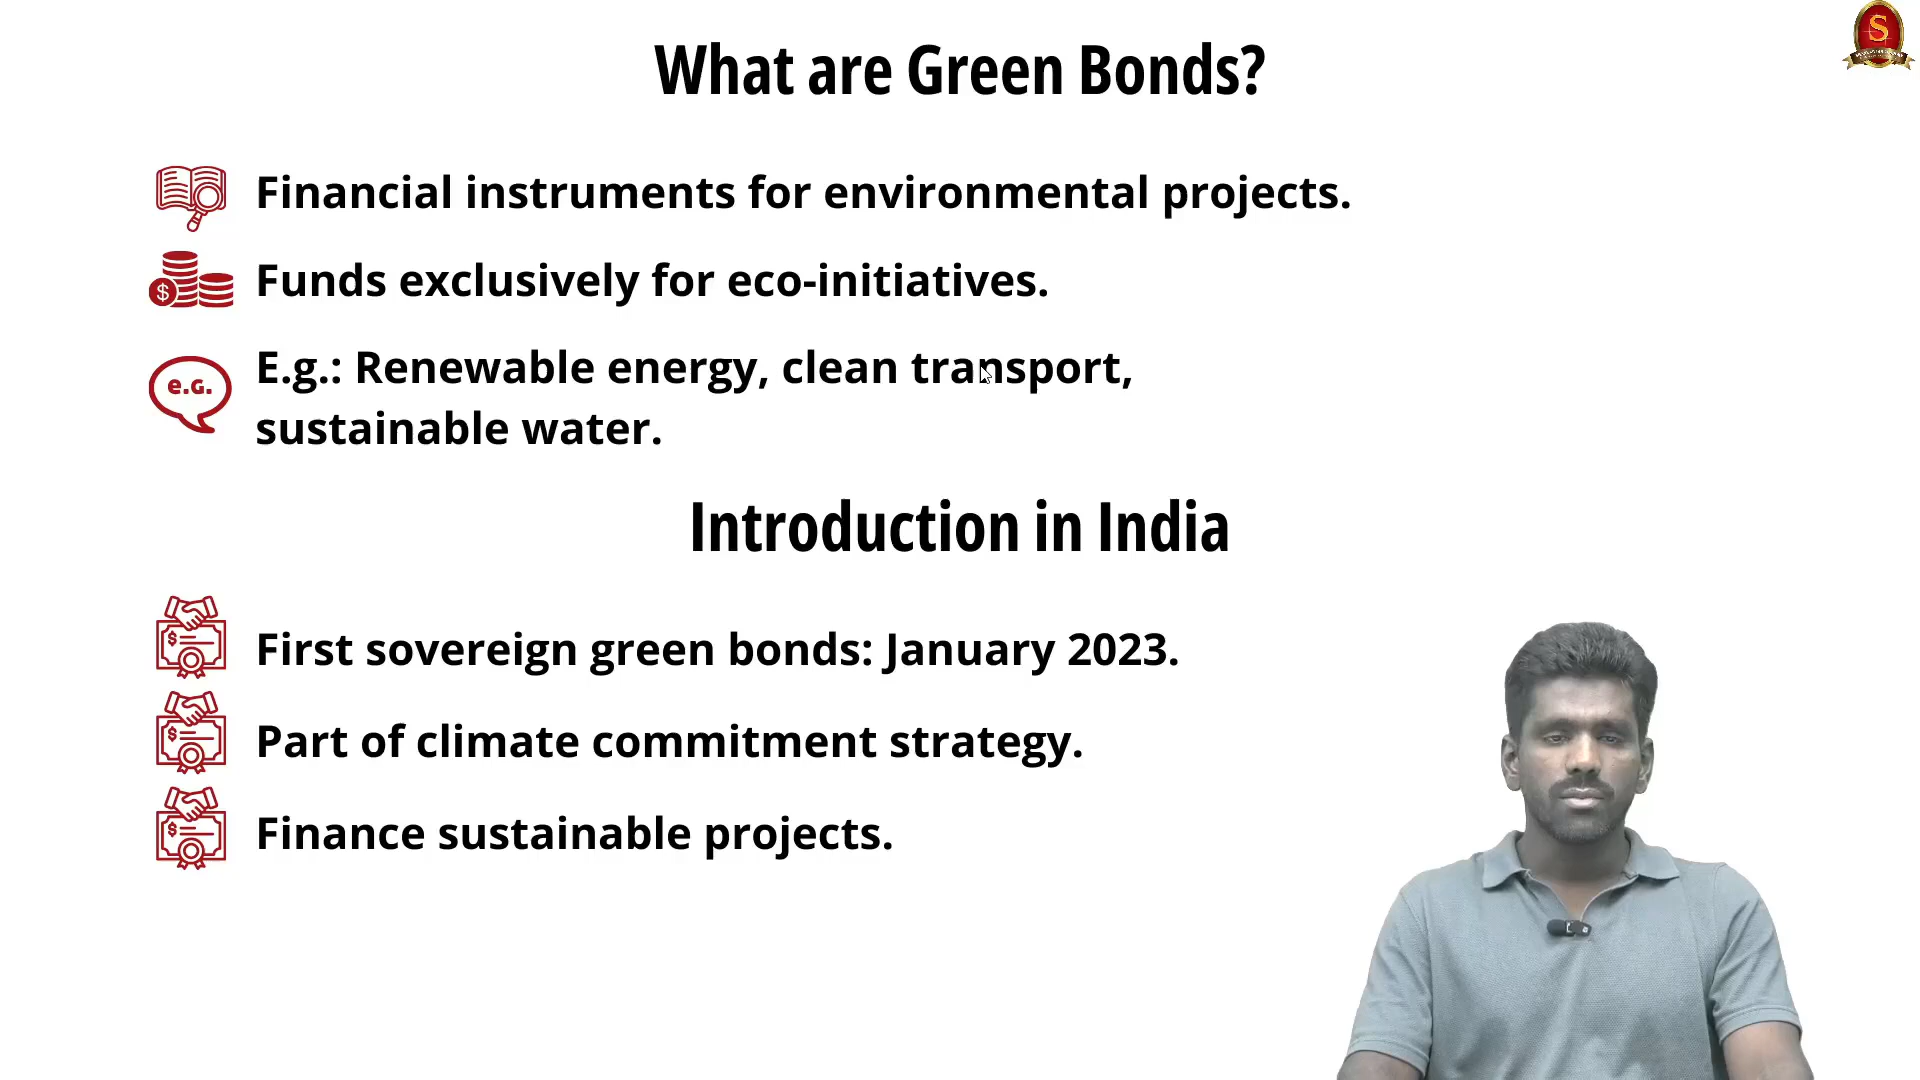 What are Green Bonds?
Financial instruments for environmental projects.
$
Funds exclusively for eco-initiatives.
e.G.
E.g.: Renewable energy, clean transport,
sustainable water.
Introduction in India
$
First sovereign green bonds: January 2023.
$
Part of climate commitment strategy.
$
Finance sustainable projects.
S